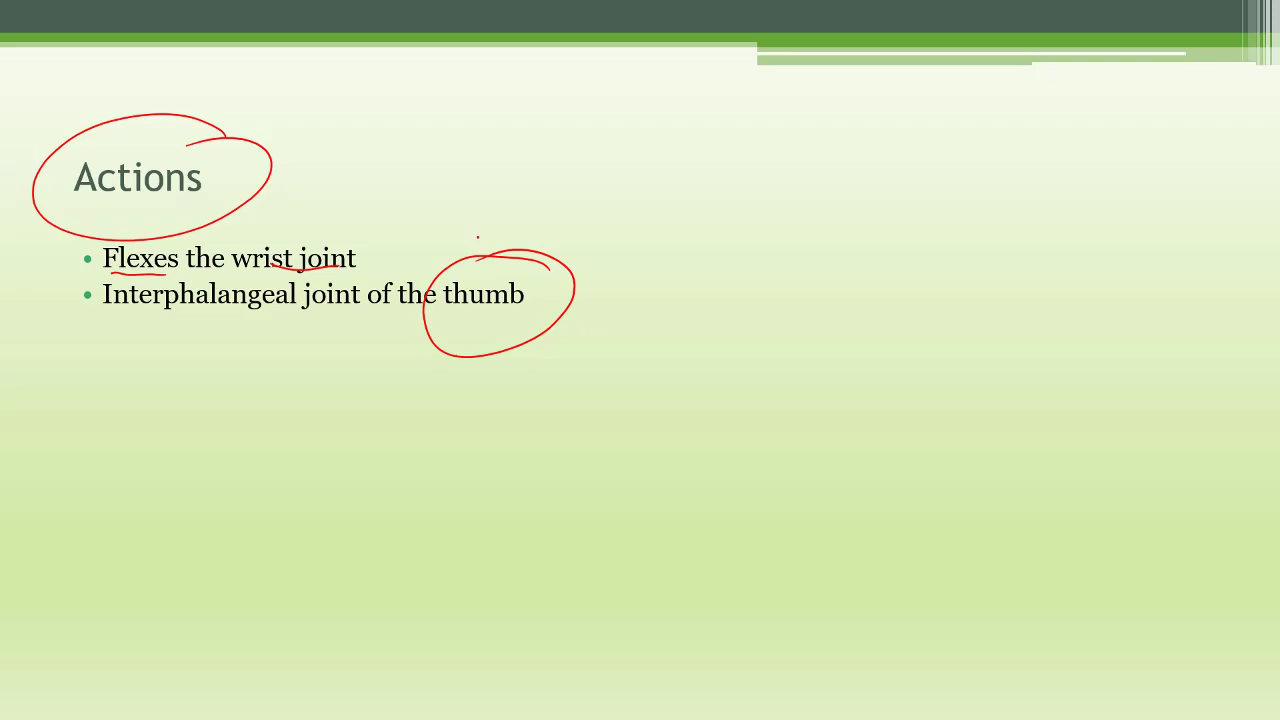 Actions
• Flexes the wrist joint
• Interphalangeal joint of the thumb